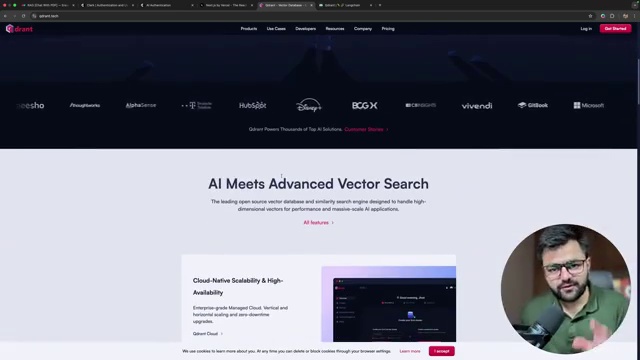 Qdrant - Vector Database -
qdrant.tech
drant
Products Use Cases Developers Resources Company Pricing Log in Get Started
eesho /thoughtworks AlphaSense HubSpot Disney+ BCG X CBINSIGHTS vivendi GitBook Microsoft
Qdrant Powers Thousands of Top AI Solutions. Customer Stories
AI Meets Advanced Vector Search
The leading open source vector database and similarity search engine designed to handle high-
dimensional vectors for performance and massive-scale AI applications.
All features
Cloud-Native Scalability & High-
Availability
Enterprise-grade Managed Cloud. Vertical and
horizontal scaling and zero-downtime
upgrades.
Qdrant Cloud
We use cookies to learn more about you. At any time you can delete or block cookies through your browser settings. Learn more I accept